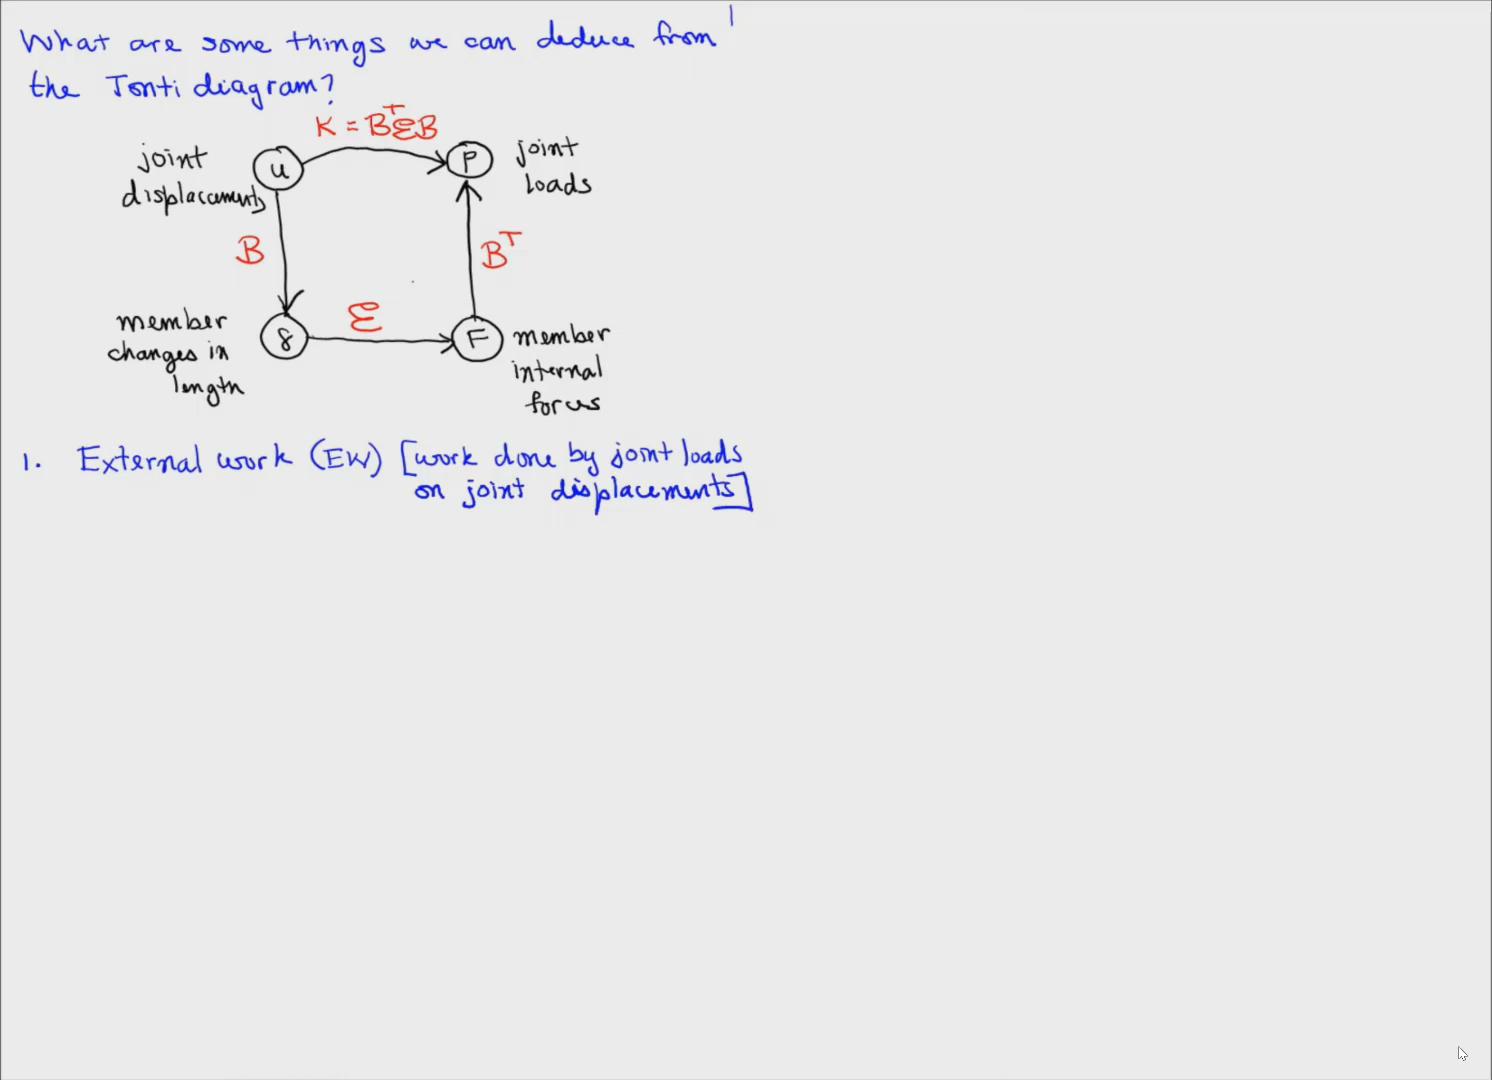 What are some things we can deduce from
the Tonti diagram?
K = BᵀƐB
joint
displacements
u
P
joint
loads
B
Bᵀ
member
changes in
length
δ
Ɛ
F
member
internal
forces
1. External work (EW) [work done by joint loads
on joint displacements]